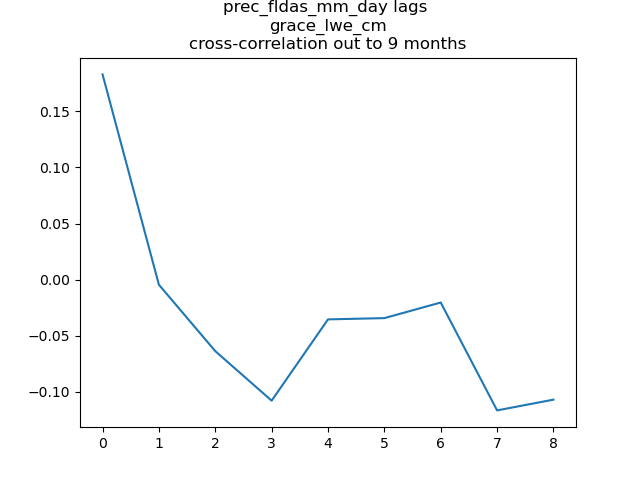 prec_fldas_mm_day lags
grace_lwe_cm
cross-correlation out to 9 months
0.15
0.10
0.05
0.00
−0.05
−0.10
0 1 2 3 4 5 6 7 8